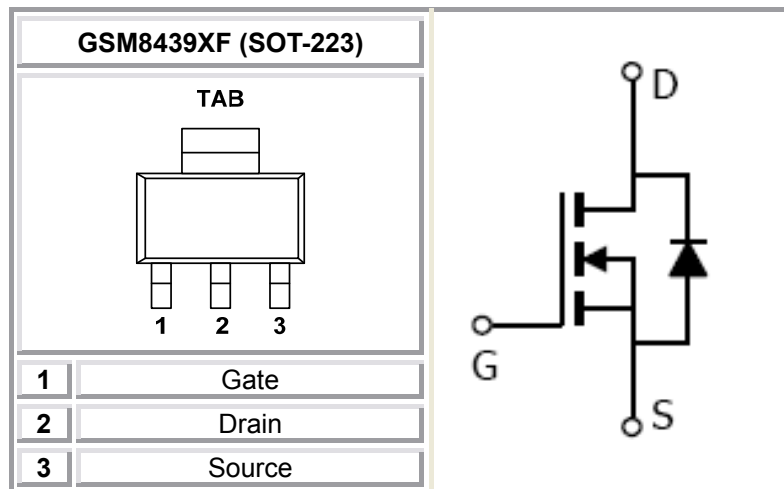 GSM8439XF (SOT-223)
TAB
1 2 3
1 Gate
2 Drain
3 Source
D
G
S